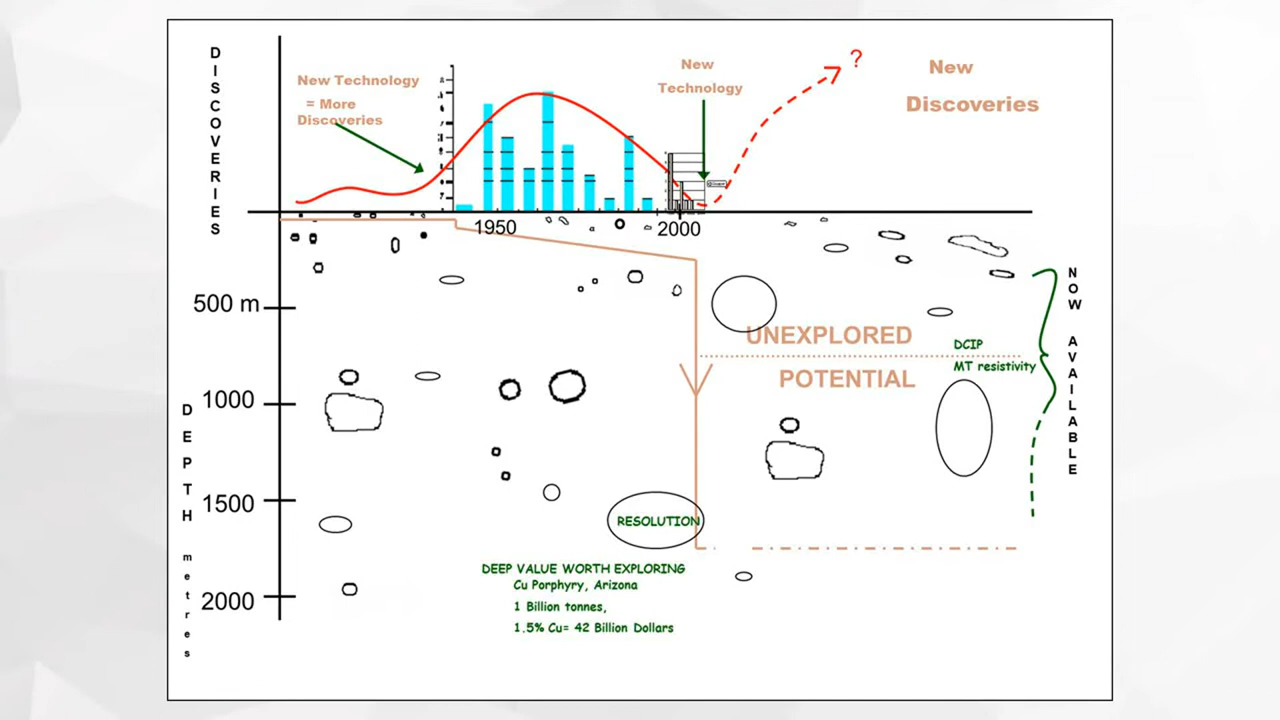 DISCOVERIES
New Technology
= More
Discoveries
New
Technology
?
New
Discoveries
1950
2000
500 m
1000
1500
2000
DEPTH metres
UNEXPLORED
POTENTIAL
DCIP
MT resistivity
NOW AVAILABLE
RESOLUTION
DEEP VALUE WORTH EXPLORING
Cu Porphyry, Arizona
1 Billion tonnes,
1.5% Cu= 42 Billion Dollars